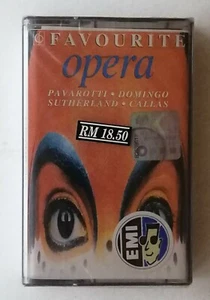 FAVOURITE
opera
PAVAROTTI • DOMINGO
SUTHERLAND • CALLAS
RM 18.50
EMI